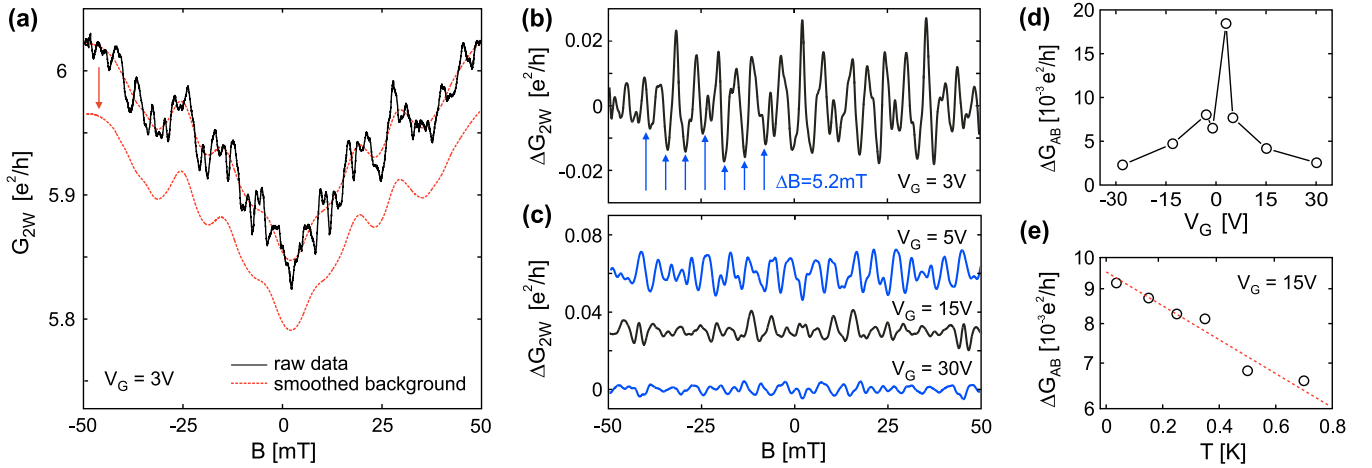 (a)
G2W [e²/h]
6
5.9
5.8
raw data
smoothed background
VG = 3V
-50
-25
0
25
50
B [mT]
(b)
ΔG2W [e²/h]
0.02
0
-0.02
ΔB=5.2mT
VG = 3V
(c)
ΔG2W [e²/h]
0.08
0.04
0
VG = 5V
VG = 15V
VG = 30V
-50
-25
0
25
50
B [mT]
(d)
ΔGAB [10⁻³ e²/h]
20
15
10
5
0
-30
-15
0
15
30
VG [V]
(e)
ΔGAB [10⁻³e²/h]
10
9
8
7
6
VG = 15V
0
0.2
0.4
0.6
0.8
T [K]